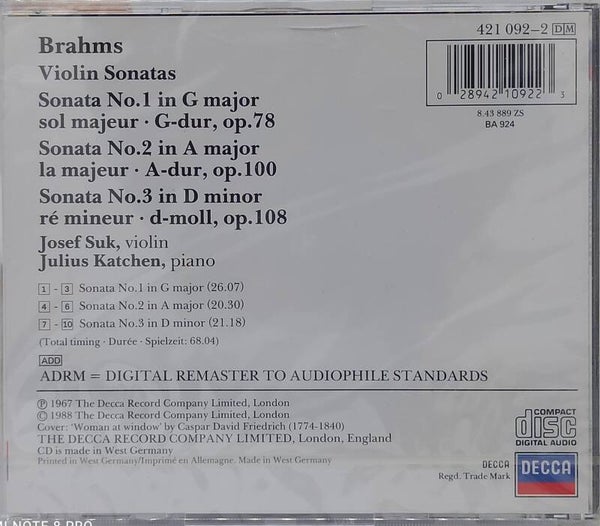 Brahms
421 092–2 DM
Violin Sonatas
Sonata No.1 in G major
sol majeur · G-dur, op.78
Sonata No.2 in A major
la majeur · A-dur, op.100
Sonata No.3 in D minor
ré mineur · d-moll, op.108
0 28942 10922 3
8.43 889 ZS
BA 924
Josef Suk, violin
Julius Katchen, piano
1 - 3 Sonata No.1 in G major (26.07)
4 - 6 Sonata No.2 in A major (20.30)
7 - 10 Sonata No.3 in D minor (21.18)
(Total timing · Durée · Spielzeit: 68.04)
ADD
ADRM = DIGITAL REMASTER TO AUDIOPHILE STANDARDS
℗ 1967 The Decca Record Company Limited, London
© 1988 The Decca Record Company Limited, London
Cover: 'Woman at window' by Caspar David Friedrich (1774-1840)
THE DECCA RECORD COMPANY LIMITED, London, England
CD is made in West Germany
Printed in West Germany/Imprimé en Allemagne. Made in West Germany.
COMPACT
disc
DIGITAL AUDIO
DECCA
Regd. Trade Mark
DECCA